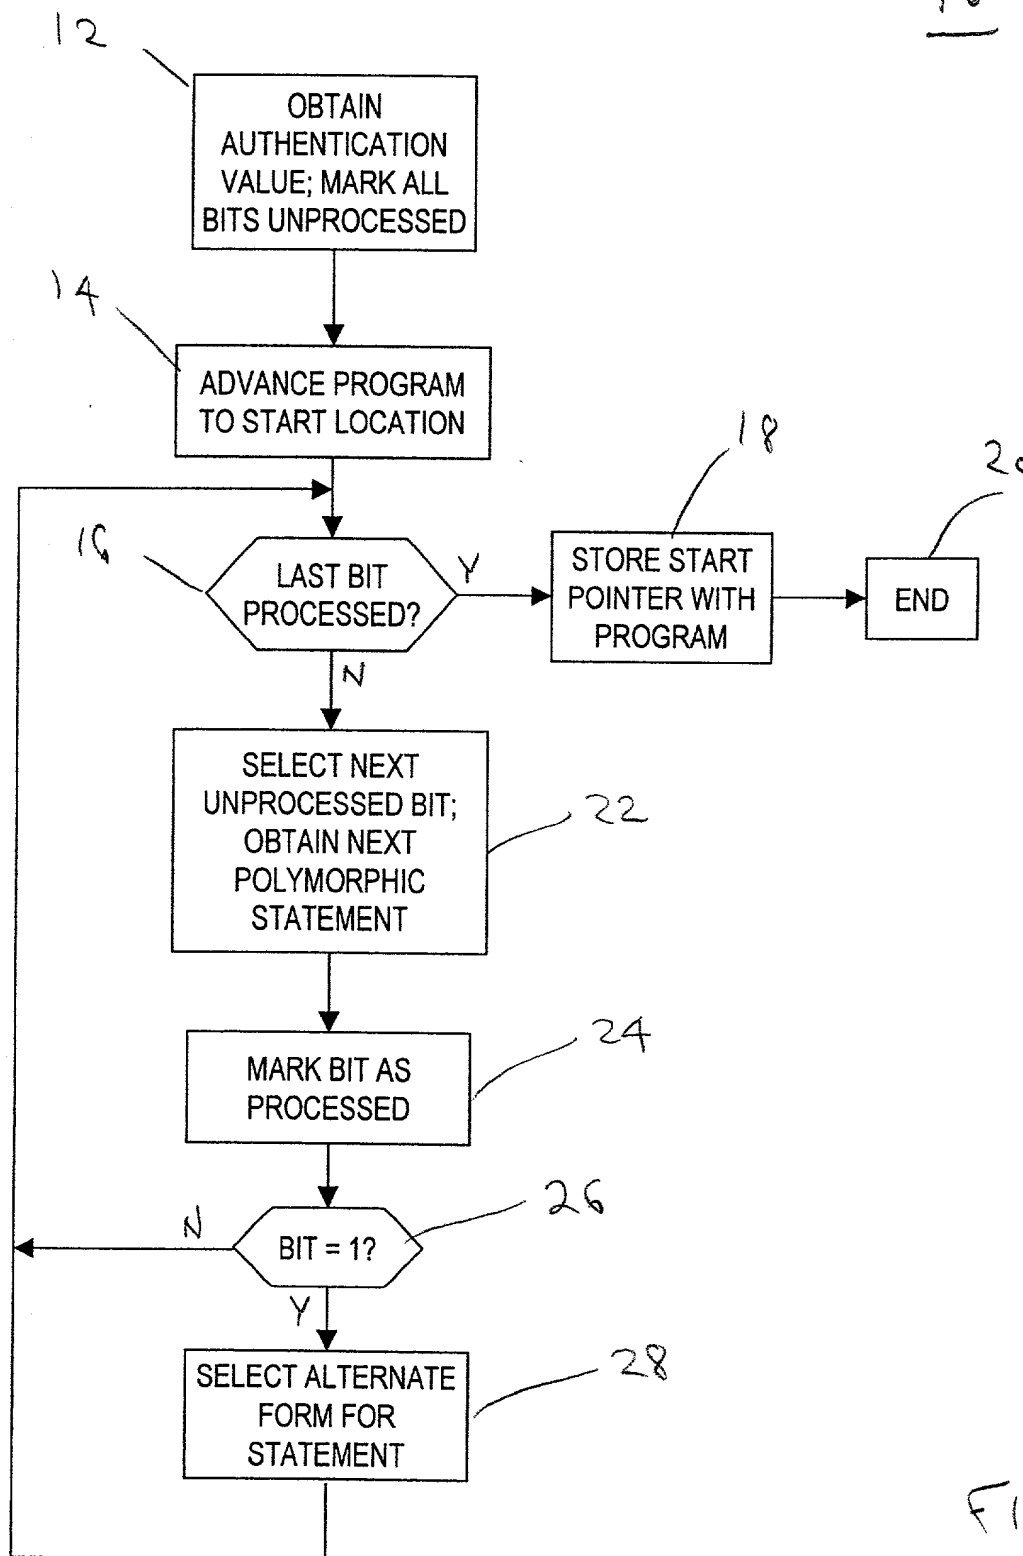 12
OBTAIN
AUTHENTICATION
VALUE; MARK ALL
BITS UNPROCESSED
14
ADVANCE PROGRAM
TO START LOCATION
16
LAST BIT
PROCESSED?
Y
N
18
STORE START
POINTER WITH
PROGRAM
20
END
SELECT NEXT
UNPROCESSED BIT;
OBTAIN NEXT
POLYMORPHIC
STATEMENT
22
MARK BIT AS
PROCESSED
24
BIT = 1?
26
N
Y
SELECT ALTERNATE
FORM FOR
STATEMENT
28